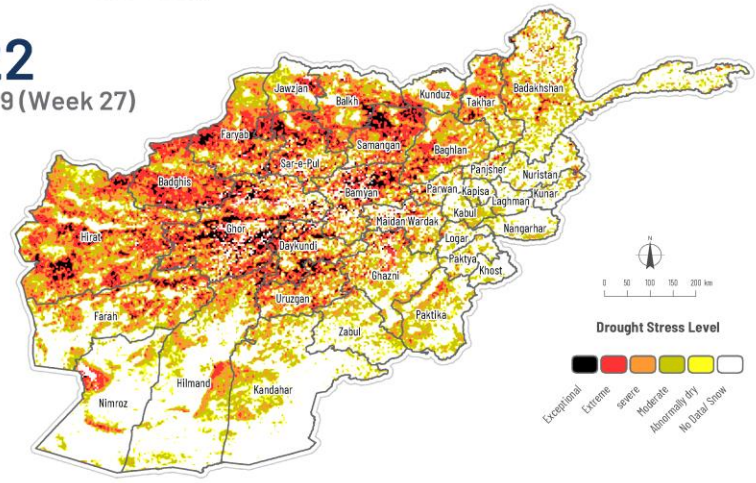 22
9 (Week 27)
Jawzjan
Balkh
Kunduz
Takhar
Badakhshan
Faryab
Samangan
Baghlan
Sar-e-Pul
Panjsher
Nuristan
Badghis
Bamyan
Parwan
Kapisa
Kunar
Laghman
Hirat
Ghor
Maidan Wardak
Kabul
Nangarhar
Daykundi
Logar
Paktya
Ghazni
Khost
Uruzgan
Farah
Paktika
Zabul
Hilmand
Kandahar
Nimroz
N
0 50 100 150 200 km
Drought Stress Level
Exceptional
Extreme
severe
Moderate
Abnormally dry
No Data/ Snow